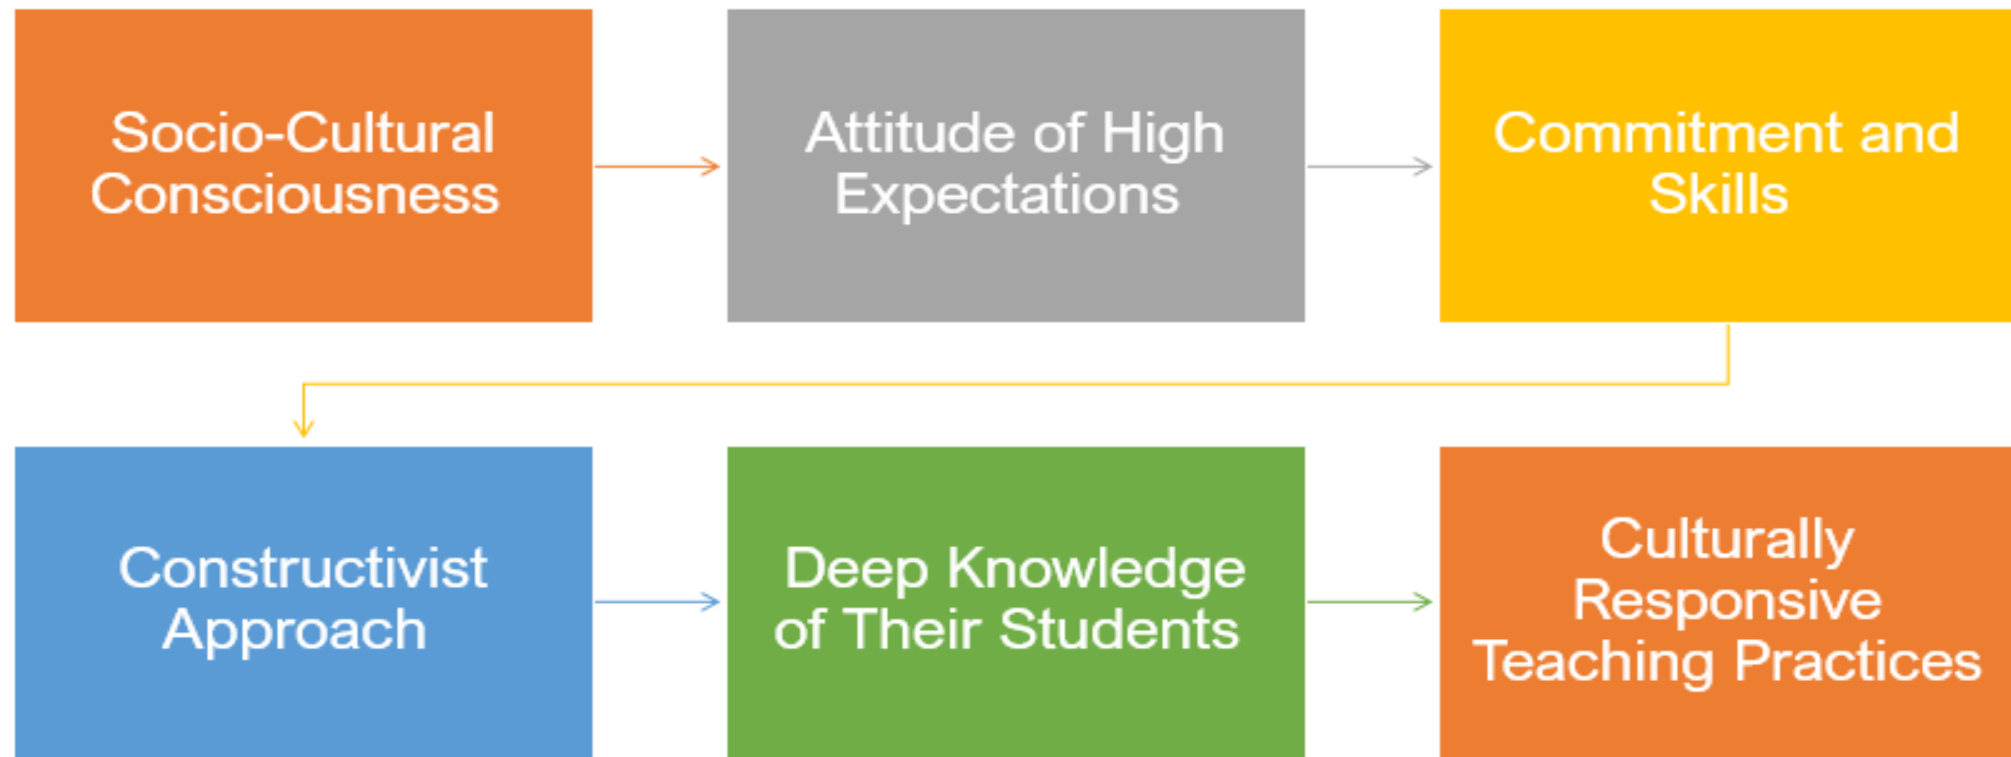 Socio-Cultural
Consciousness
Attitude of High
Expectations
Commitment and
Skills
Constructivist
Approach
Deep Knowledge
of Their Students
Culturally
Responsive
Teaching Practices